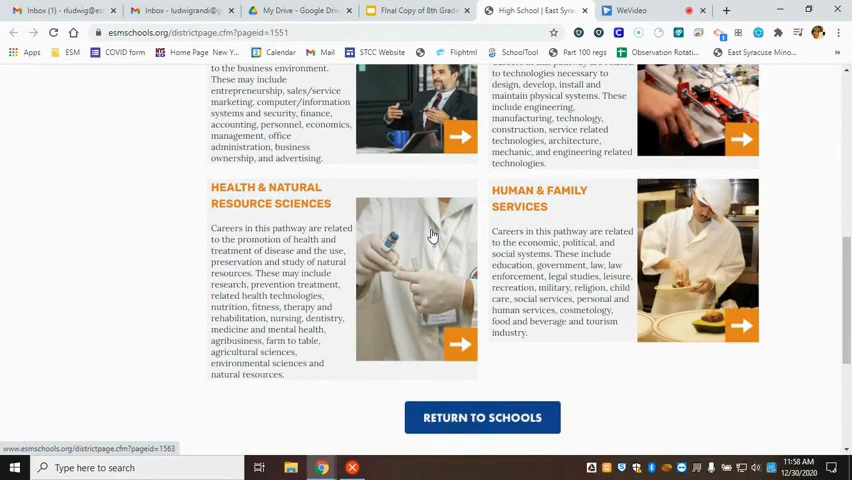 Inbox (1) - rludwig@es
Inbox - ludwigrandi@g
My Drive - Google Dri
Final Copy of 8th Grade
High School | East Syra
WeVideo
esmschools.org/districtpage.cfm?pageid=1551
Apps
ESM
COVID form
Home Page New Yo
Calendar
Mail
STCC Website
Fliphtml
SchoolTool
Part 100 regs
Observation Rotati
East Syracuse Mino
to the business environment.
These may include
entrepreneurship, sales/service
marketing, computer/information
systems and security, finance,
accounting, personnel, economics,
management, office
administration, business
ownership, and advertising.
to technologies necessary to
design, develop, install and
maintain physical systems. These
include engineering,
manufacturing, technology,
construction, service related
technologies, architecture,
mechanic, and engineering related
technologies.
HEALTH & NATURAL
RESOURCE SCIENCES
Careers in this pathway are related
to the promotion of health and
treatment of disease and the use,
preservation and study of natural
resources. These may include
research, prevention treatment,
related health technologies,
nutrition, fitness, therapy and
rehabilitation, nursing, dentistry,
medicine and mental health,
agribusiness, farm to table,
agricultural sciences,
environmental sciences and
natural resources.
HUMAN & FAMILY
SERVICES
Careers in this pathway are related
to the economic, political, and
social systems. These include
education, government, law, law
enforcement, legal studies, leisure,
recreation, military, religion, child
care, social services, personal and
human services, cosmetology,
food and beverage and tourism
industry.
RETURN TO SCHOOLS
www.esmschools.org/districtpage.cfm?pageid=1563
Type here to search
11:58 AM
12/30/2020